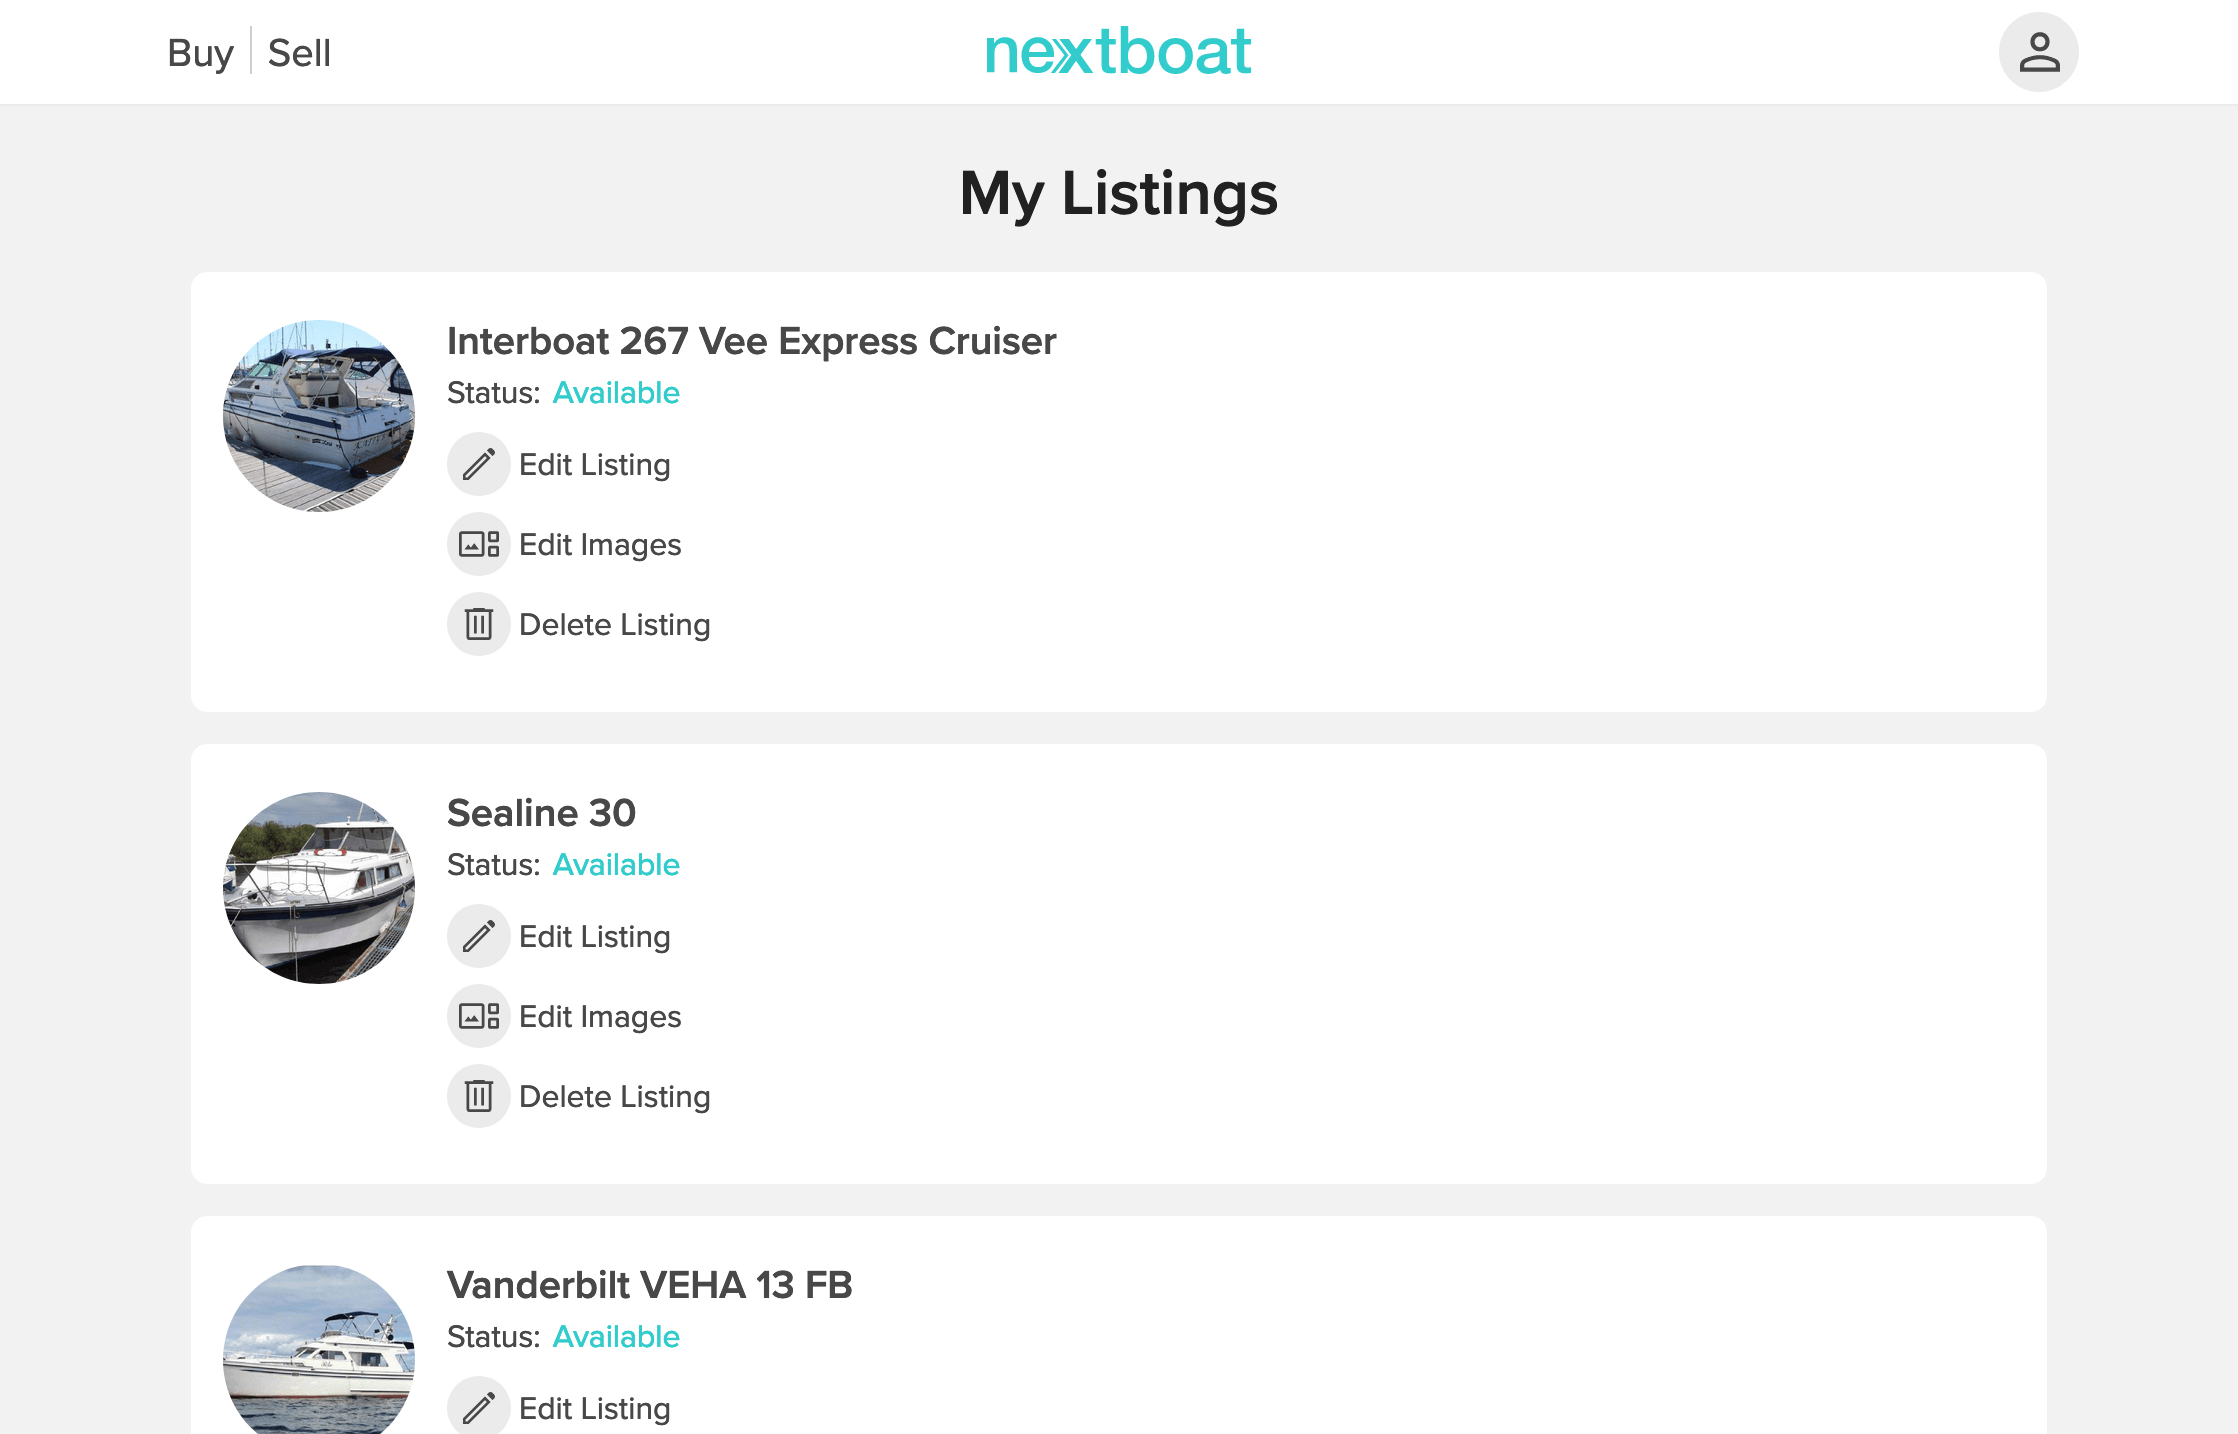 Buy Sell
nextboat
My Listings
Interboat 267 Vee Express Cruiser
Status: Available
Edit Listing
Edit Images
Delete Listing
Sealine 30
Status: Available
Edit Listing
Edit Images
Delete Listing
Vanderbilt VEHA 13 FB
Status: Available
Edit Listing